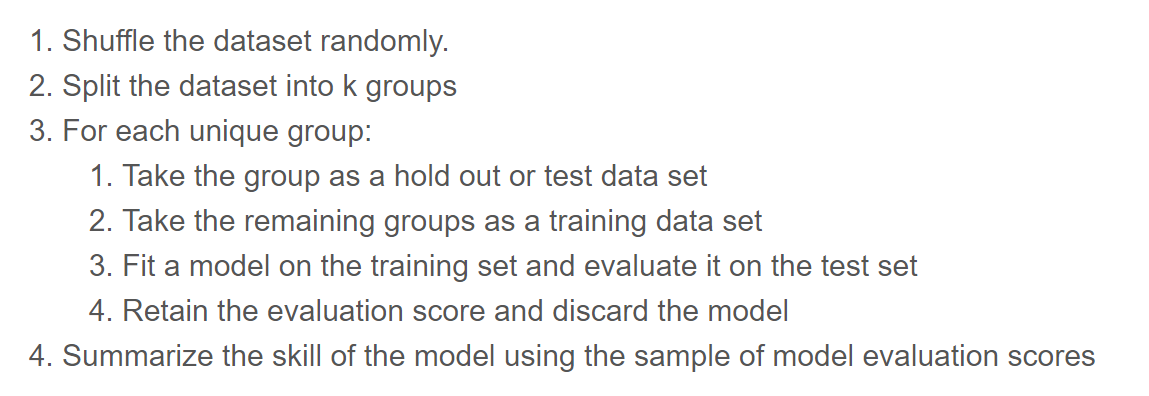 1. Shuffle the dataset randomly.
2. Split the dataset into k groups
3. For each unique group:
1. Take the group as a hold out or test data set
2. Take the remaining groups as a training data set
3. Fit a model on the training set and evaluate it on the test set
4. Retain the evaluation score and discard the model
4. Summarize the skill of the model using the sample of model evaluation scores